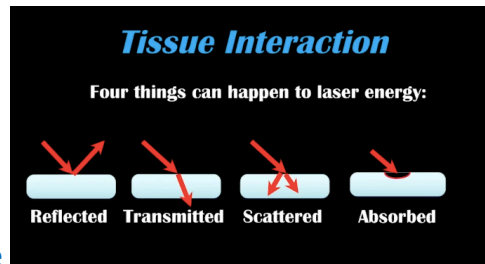 Tissue Interaction
Four things can happen to laser energy:
Reflected Transmitted Scattered Absorbed